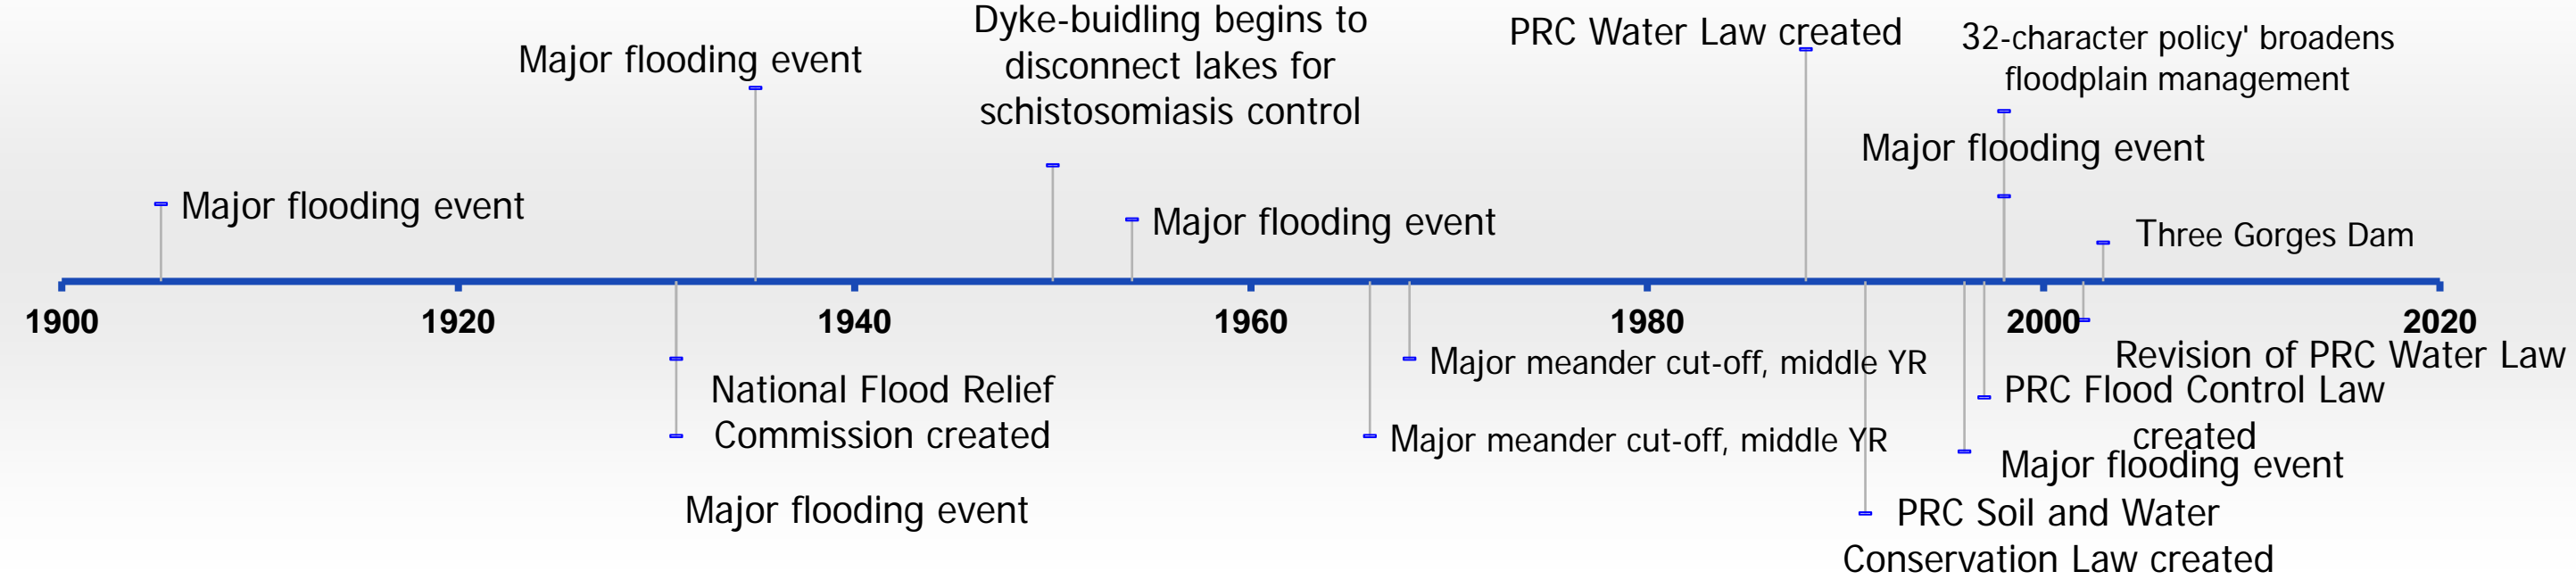 Dyke-buidling begins to
disconnect lakes for
schistosomiasis control
PRC Water Law created
32-character policy' broadens
floodplain management
Major flooding event
Major flooding event
Major flooding event
Major flooding event
Three Gorges Dam
1900
1920
1940
1960
1980
2000
2020
Major meander cut-off, middle YR
Revision of PRC Water Law
National Flood Relief
Commission created
PRC Flood Control Law
created
Major meander cut-off, middle YR
Major flooding event
Major flooding event
PRC Soil and Water
Conservation Law created